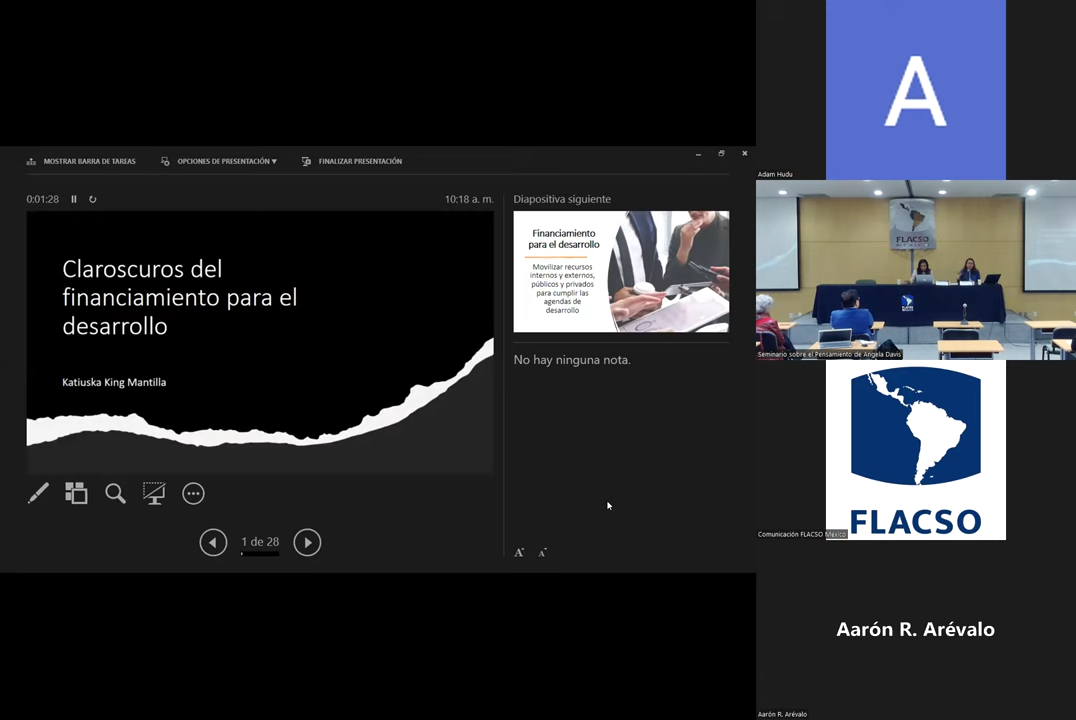 MOSTRAR BARRA DE TAREAS
OPCIONES DE PRESENTACIÓN ▼
FINALIZAR PRESENTACIÓN
0:01:28
10:18 a. m.
Claroscuros del
financiamiento para el
desarrollo
Katiuska King Mantilla
1 de 28
Diapositiva siguiente
Financiamiento
para el desarrollo
Movilizar recursos
internos y externos,
públicos y privados
para cumplir las
agendas de
desarrollo
No hay ninguna nota.
A
A
A
Adam Hudu
FLACSO
Seminario sobre el Pensamiento de Angela Davis
FLACSO
Comunicación FLACSO México
Aarón R. Arévalo
Aarón R. Arévalo